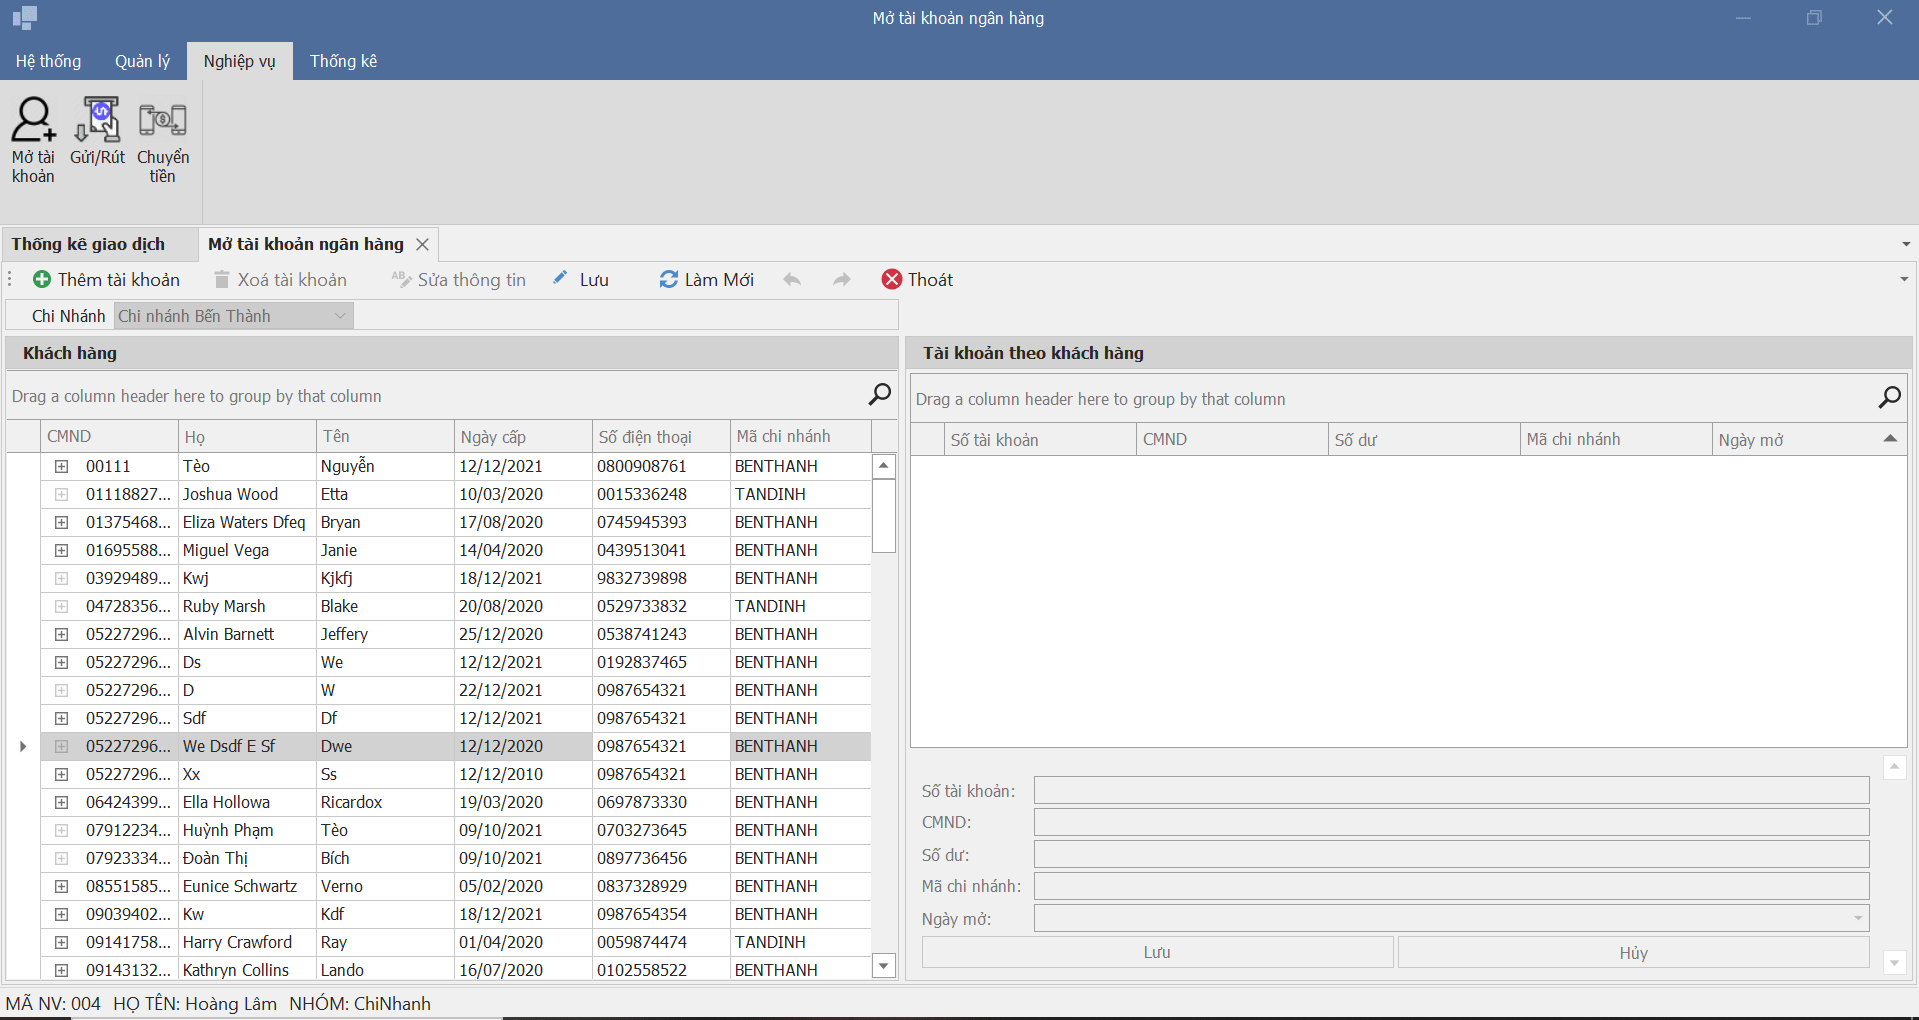 Mở tài khoản ngân hàng
Hệ thống Quản lý Nghiệp vụ Thống kê
Mở tài khoản Gửi/Rút Chuyển tiền
Thống kê giao dịch Mở tài khoản ngân hàng
Thêm tài khoản Xoá tài khoản Sửa thông tin Lưu Làm Mới Thoát
Chi Nhánh Chi nhánh Bến Thành
Khách hàng
Drag a column header here to group by that column
CMND Họ Tên Ngày cấp Số điện thoại Mã chi nhánh
00111 Tèo Nguyễn 12/12/2021 0800908761 BENTHANH
01118827... Joshua Wood Etta 10/03/2020 0015336248 TANDINH
01375468... Eliza Waters Dfeq Bryan 17/08/2020 0745945393 BENTHANH
01695588... Miguel Vega Janie 14/04/2020 0439513041 BENTHANH
03929489... Kwj Kjkfj 18/12/2021 9832739898 BENTHANH
04728356... Ruby Marsh Blake 20/08/2020 0529733832 TANDINH
05227296... Alvin Barnett Jeffery 25/12/2020 0538741243 BENTHANH
05227296... Ds We 12/12/2021 0192837465 BENTHANH
05227296... D W 22/12/2021 0987654321 BENTHANH
05227296... Sdf Df 12/12/2021 0987654321 BENTHANH
05227296... We Dsdf E Sf Dwe 12/12/2020 0987654321 BENTHANH
05227296... Xx Ss 12/12/2010 0987654321 BENTHANH
06424399... Ella Hollowa Ricardox 19/03/2020 0697873330 BENTHANH
07912234... Huỳnh Phạm Tèo 09/10/2021 0703273645 BENTHANH
07923334... Đoàn Thị Bích 09/10/2021 0897736456 BENTHANH
08551585... Eunice Schwartz Verno 05/02/2020 0837328929 BENTHANH
09039402... Kw Kdf 18/12/2021 0987654354 BENTHANH
09141758... Harry Crawford Ray 01/04/2020 0059874474 TANDINH
09143132... Kathryn Collins Lando 16/07/2020 0102558522 BENTHANH
Tài khoản theo khách hàng
Drag a column header here to group by that column
Số tài khoản CMND Số dư Mã chi nhánh Ngày mở
Số tài khoản:
CMND:
Số dư:
Mã chi nhánh:
Ngày mở:
Lưu Hủy
MÃ NV: 004 HỌ TÊN: Hoàng Lâm NHÓM: ChiNhanh